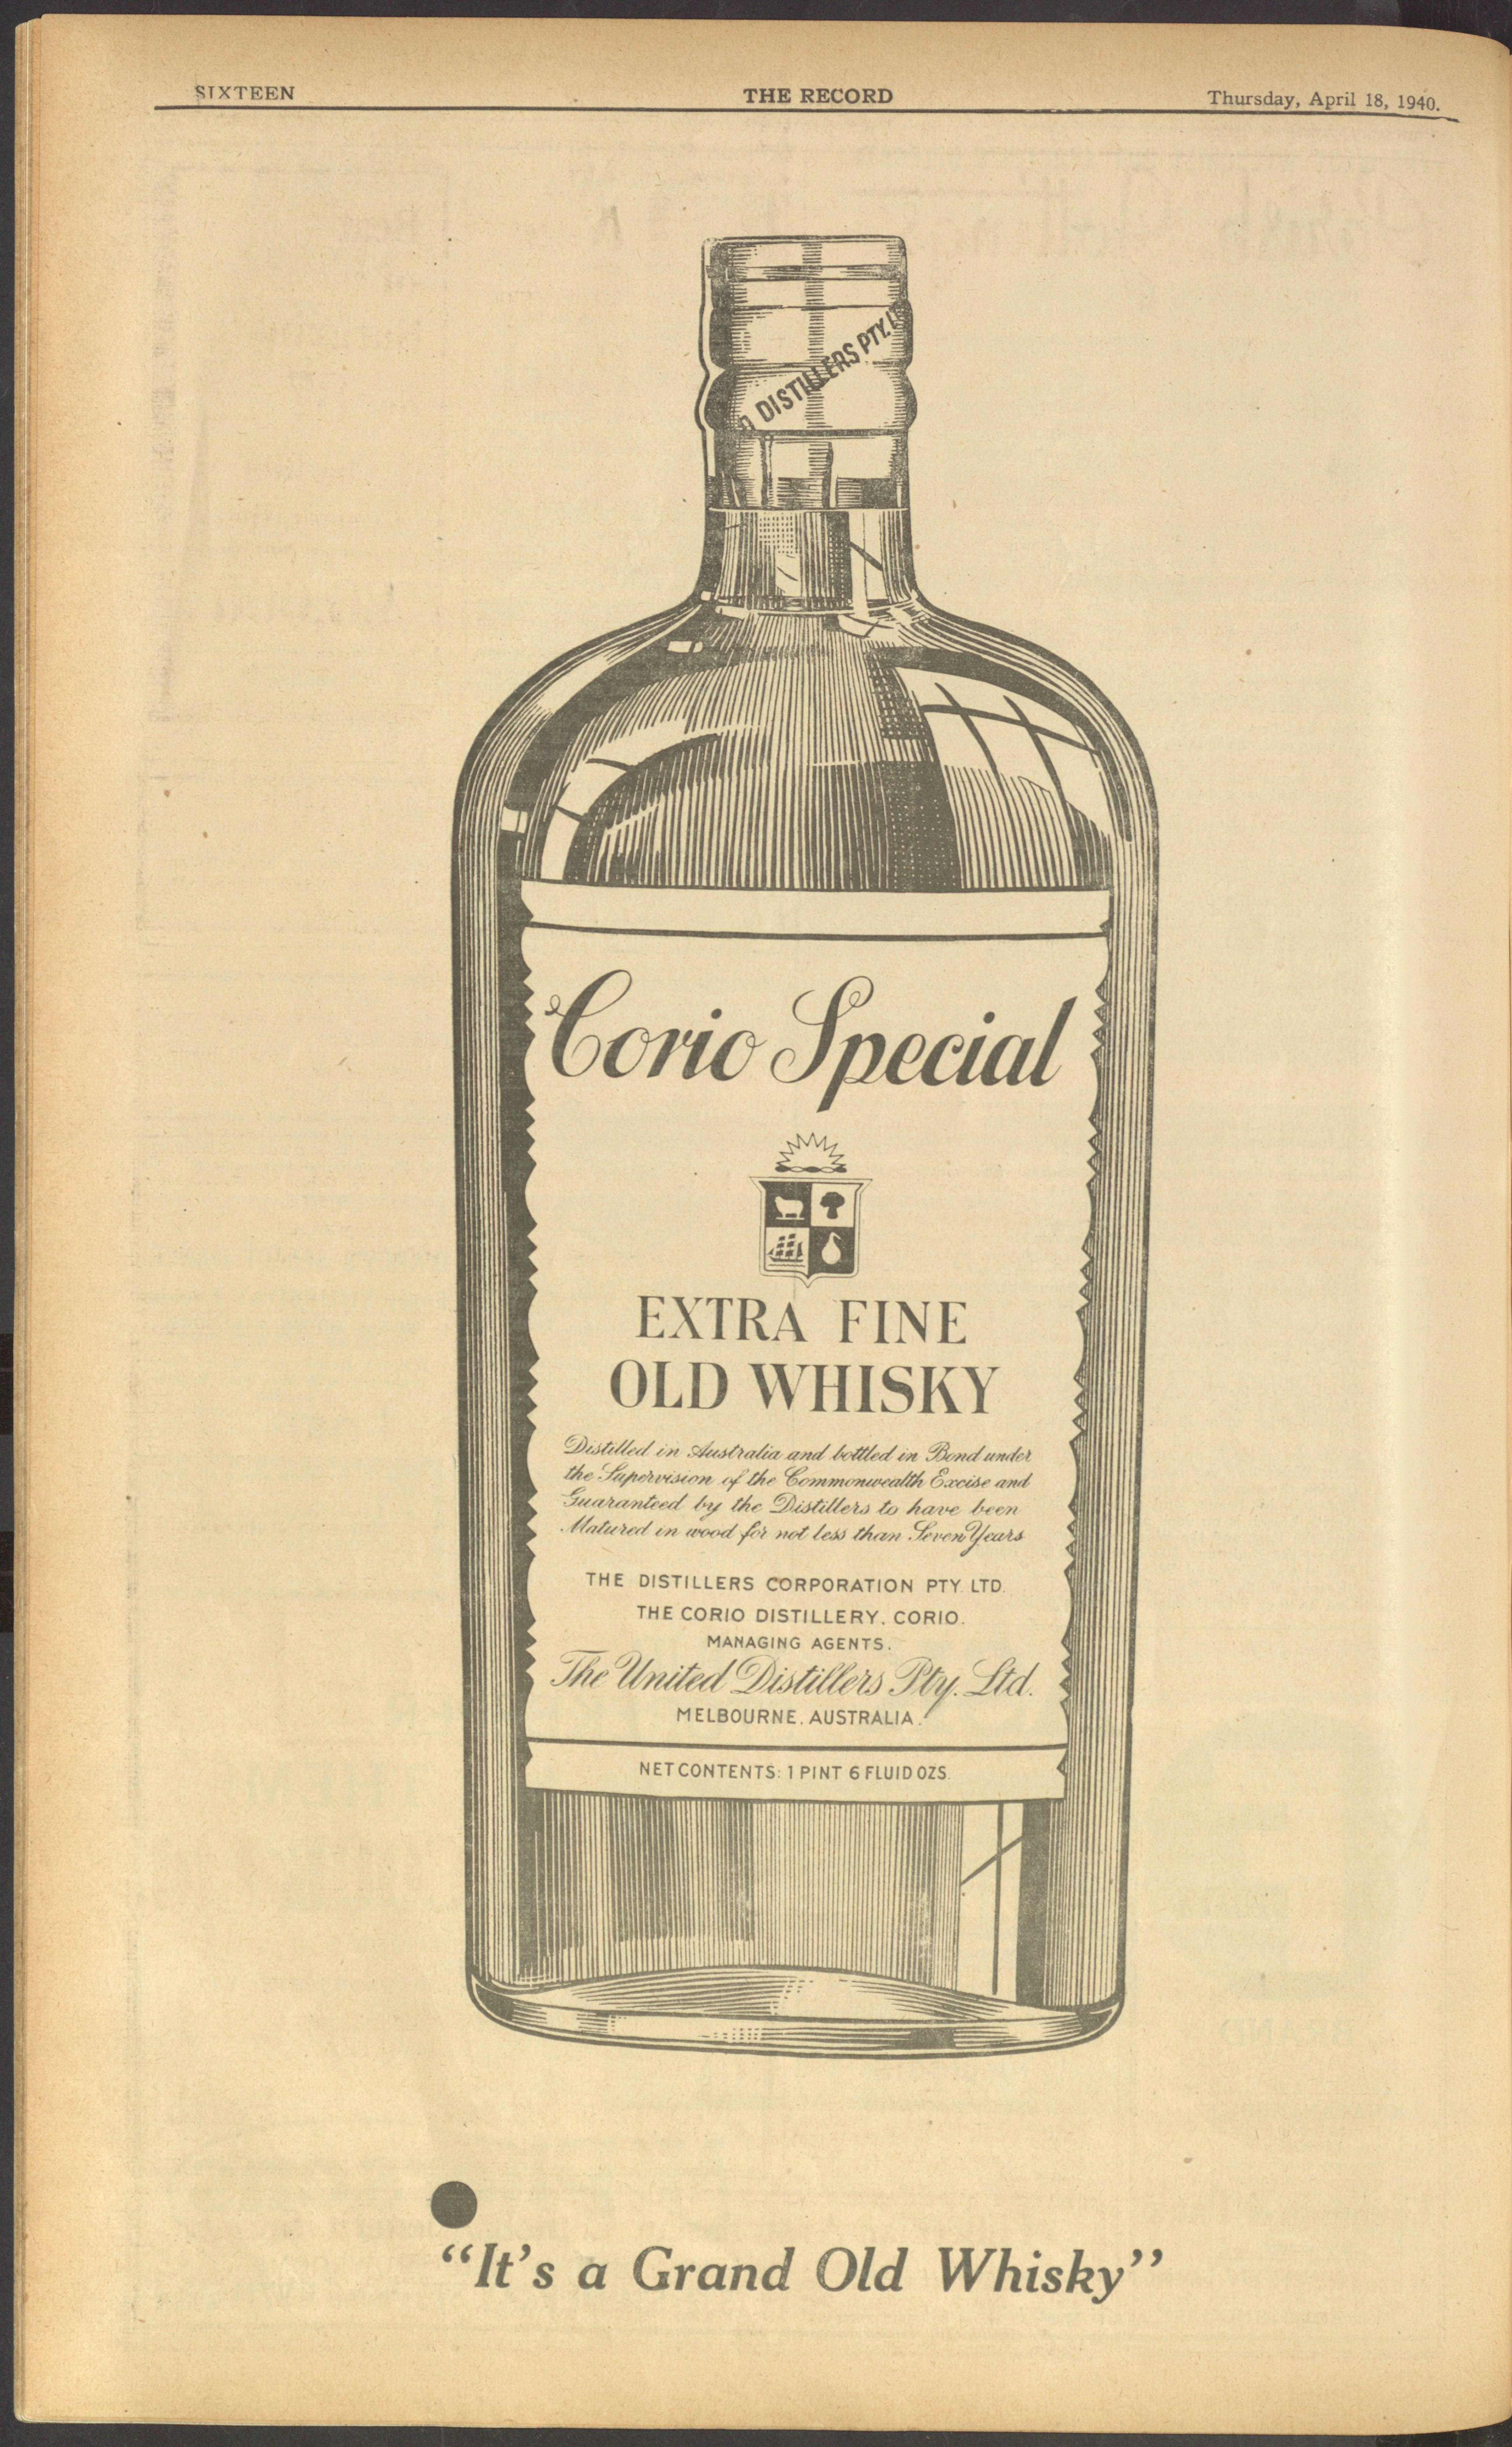 SIXTEEN
THE RECORD
Thursday, April 18, 1940.
DISTILLERS PTY.
Corio Special
EXTRA FINE
OLD WHISKY
Distilled in Australia and bottled in Bond under
the Supervision of the Commonwealth Excise and
Guaranteed by the Distillers to have been
Matured in wood for not less than Seven Years
THE DISTILLERS CORPORATION PTY. LTD.
THE CORIO DISTILLERY, CORIO.
MANAGING AGENTS.
The United Distillers Pty. Ltd.
MELBOURNE, AUSTRALIA.
NET CONTENTS: 1 PINT 6 FLUID OZS.
“It's a Grand Old Whisky”